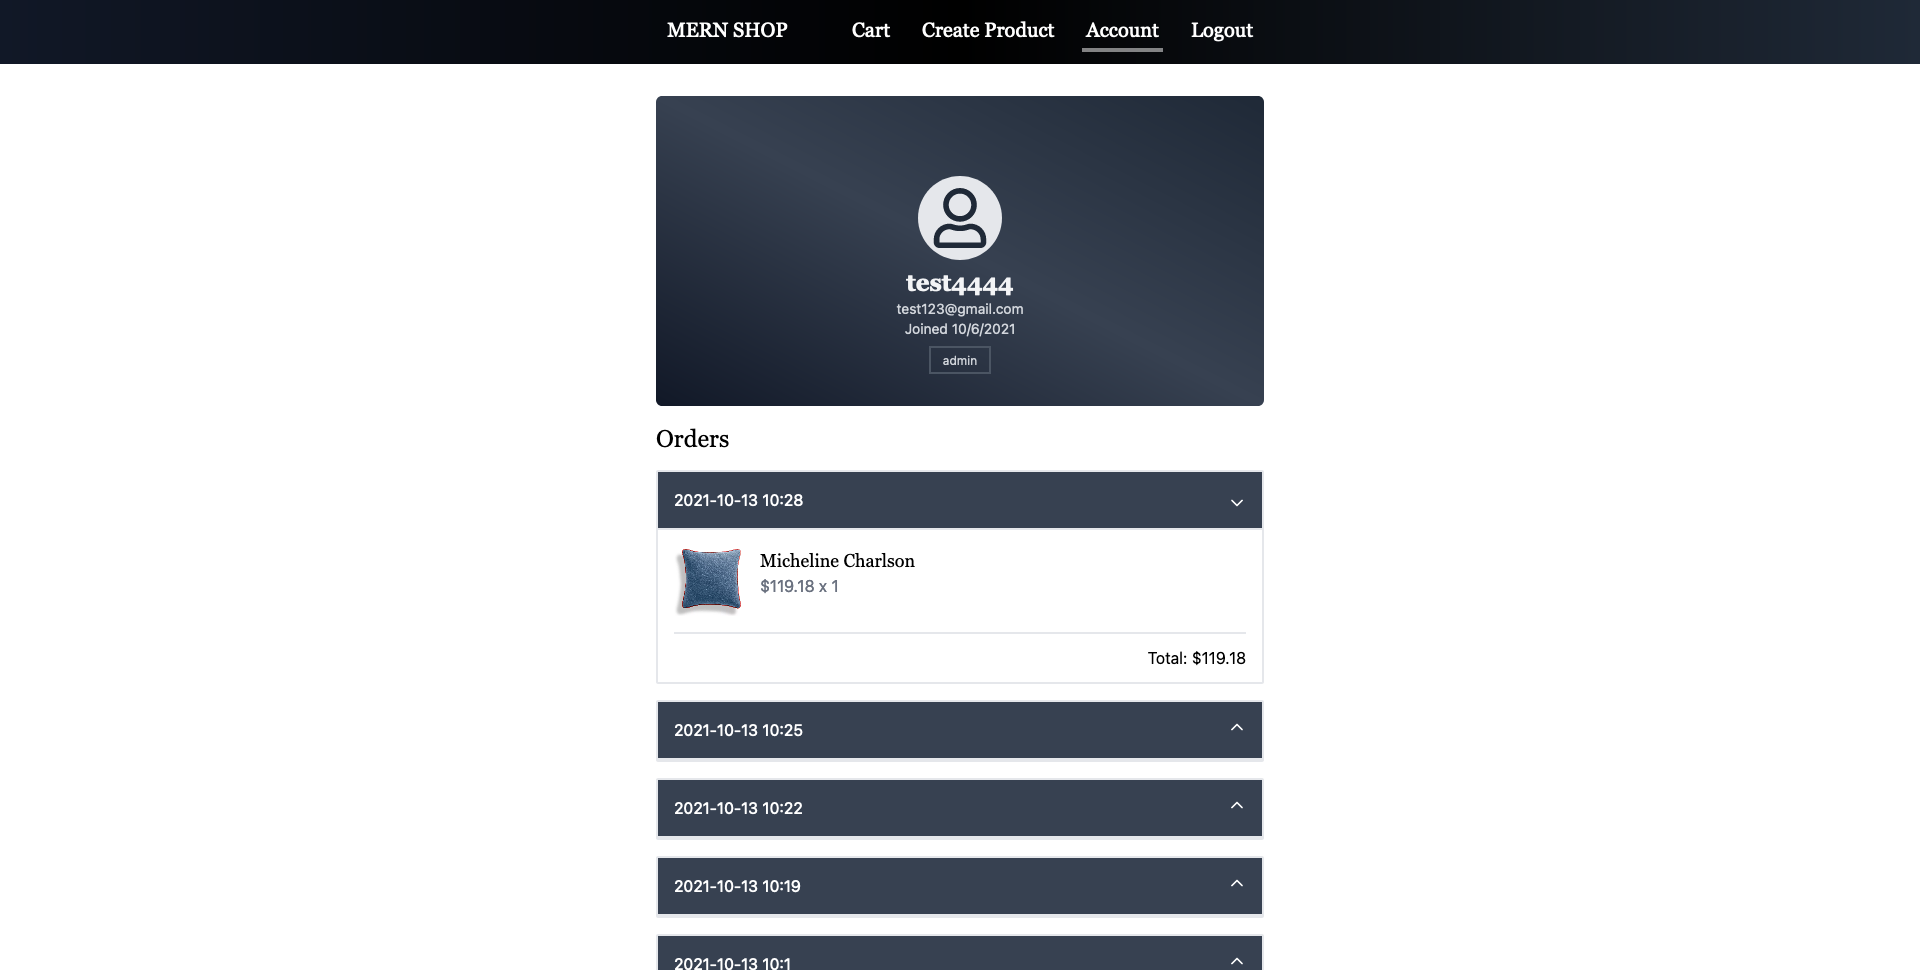 MERN SHOP Cart Create Product Account Logout
test4444
test123@gmail.com
Joined 10/6/2021
admin
Orders
2021-10-13 10:28
Micheline Charlson
$119.18 x 1
Total: $119.18
2021-10-13 10:25
2021-10-13 10:22
2021-10-13 10:19
2021-10-13 10:1